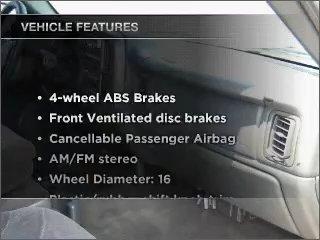 VEHICLE FEATURES
• 4-wheel ABS Brakes
• Front Ventilated disc brakes
• Cancellable Passenger Airbag
• AM/FM stereo
• Wheel Diameter: 16